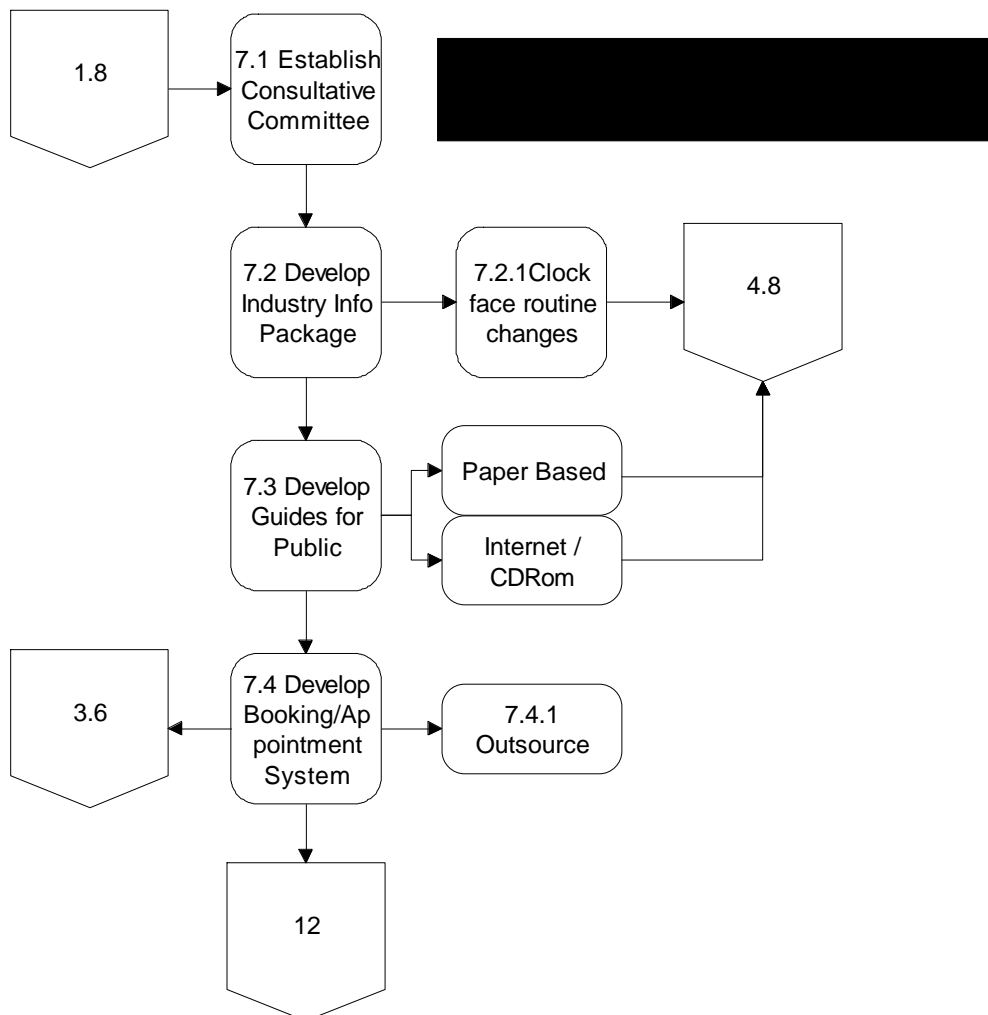 1.8
7.1 Establish
Consultative
Committee
7.2 Develop
Industry Info
Package
7.2.1Clock
face routine
changes
4.8
7.3 Develop
Guides for
Public
Paper Based
Internet /
CDRom
3.6
7.4 Develop
Booking/Ap
pointment
System
7.4.1
Outsource
12